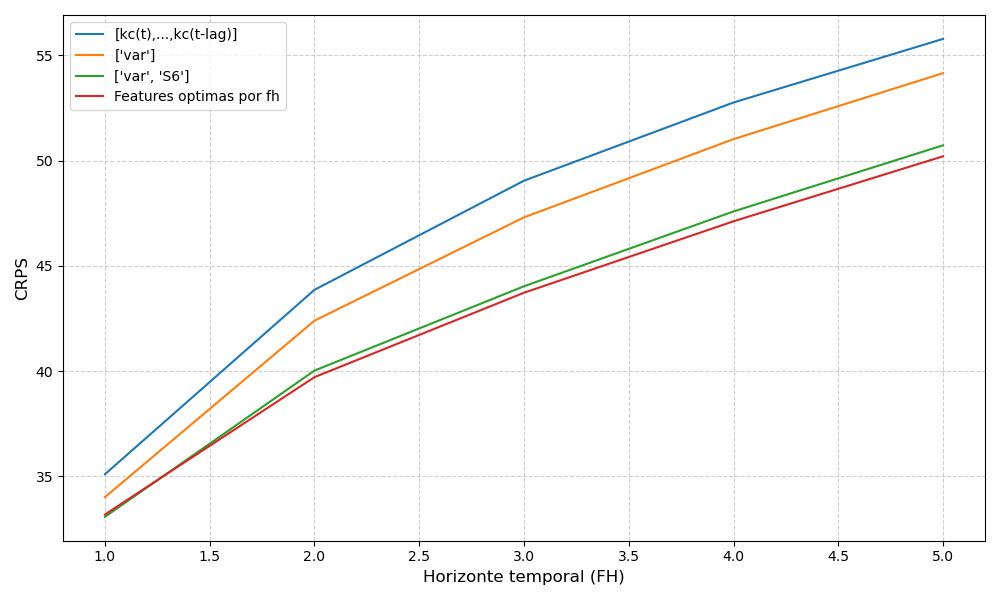 [kc(t),...,kc(t-lag)]
['var']
['var', 'S6']
Features optimas por fh
CRPS
55
50
45
40
35
1.0 1.5 2.0 2.5 3.0 3.5 4.0 4.5 5.0
Horizonte temporal (FH)